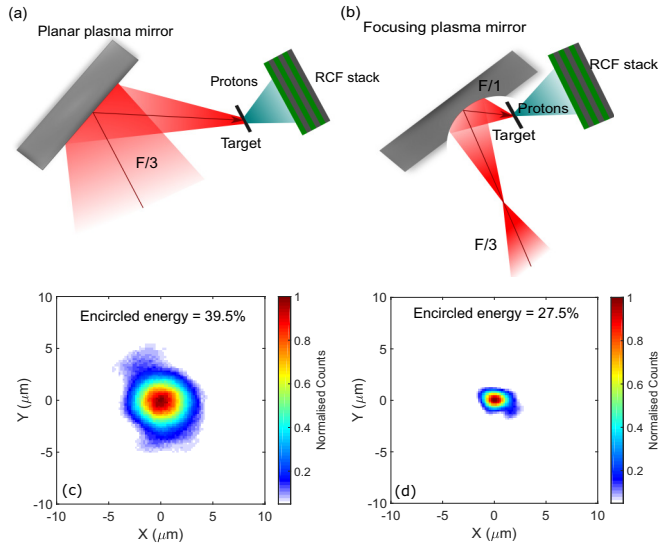 (a)
Planar plasma mirror
Protons
RCF stack
Target
F/3
(b)
Focusing plasma mirror
F/1
RCF stack
Protons
Target
F/3
10
5
0
-5
-10
Y (μm)
Encircled energy = 39.5%
(c)
-10
-5
0
5
10
X (μm)
1
0.8
0.6
0.4
0.2
Normalised Counts
10
5
0
-5
-10
Y (μm)
Encircled energy = 27.5%
(d)
-10
-5
0
5
10
X (μm)
1
0.8
0.6
0.4
0.2
Normalised Counts